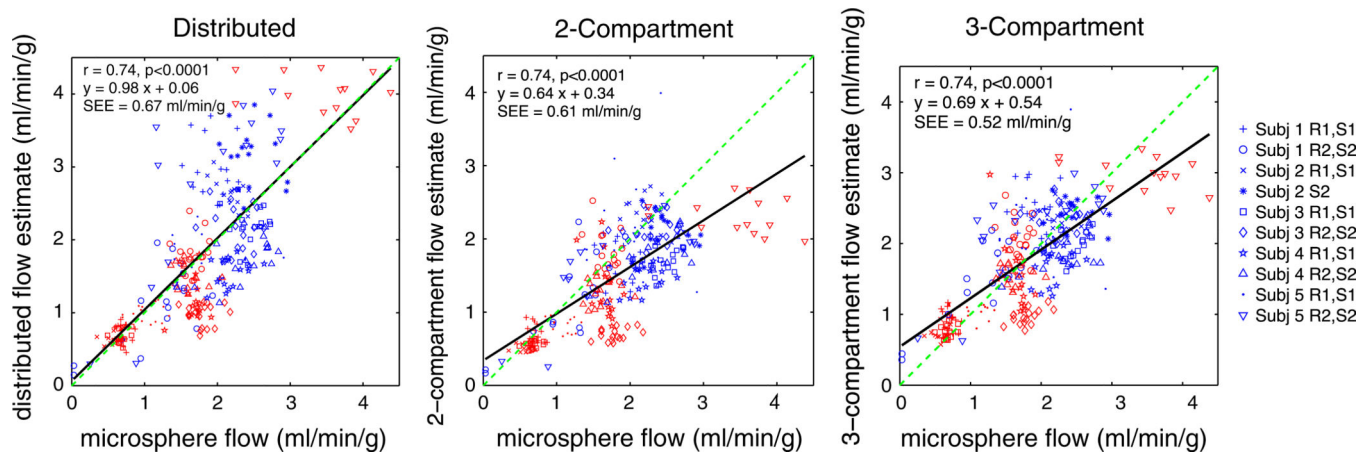 Distributed
r = 0.74, p<0.0001
y = 0.98 x + 0.06
SEE = 0.67 ml/min/g
distributed flow estimate (ml/min/g)
4
3
2
1
0
0 1 2 3 4
microsphere flow (ml/min/g)
2-Compartment
r = 0.74, p<0.0001
y = 0.64 x + 0.34
SEE = 0.61 ml/min/g
2-compartment flow estimate (ml/min/g)
4
3
2
1
0
0 1 2 3 4
microsphere flow (ml/min/g)
3-Compartment
r = 0.74, p<0.0001
y = 0.69 x + 0.54
SEE = 0.52 ml/min/g
3-compartment flow estimate (ml/min/g)
4
3
2
1
0
0 1 2 3 4
microsphere flow (ml/min/g)
Subj 1 R1,S1
Subj 1 R2,S2
Subj 2 R1,S1
Subj 2 S2
Subj 3 R1,S1
Subj 3 R2,S2
Subj 4 R1,S1
Subj 4 R2,S2
Subj 5 R1,S1
Subj 5 R2,S2